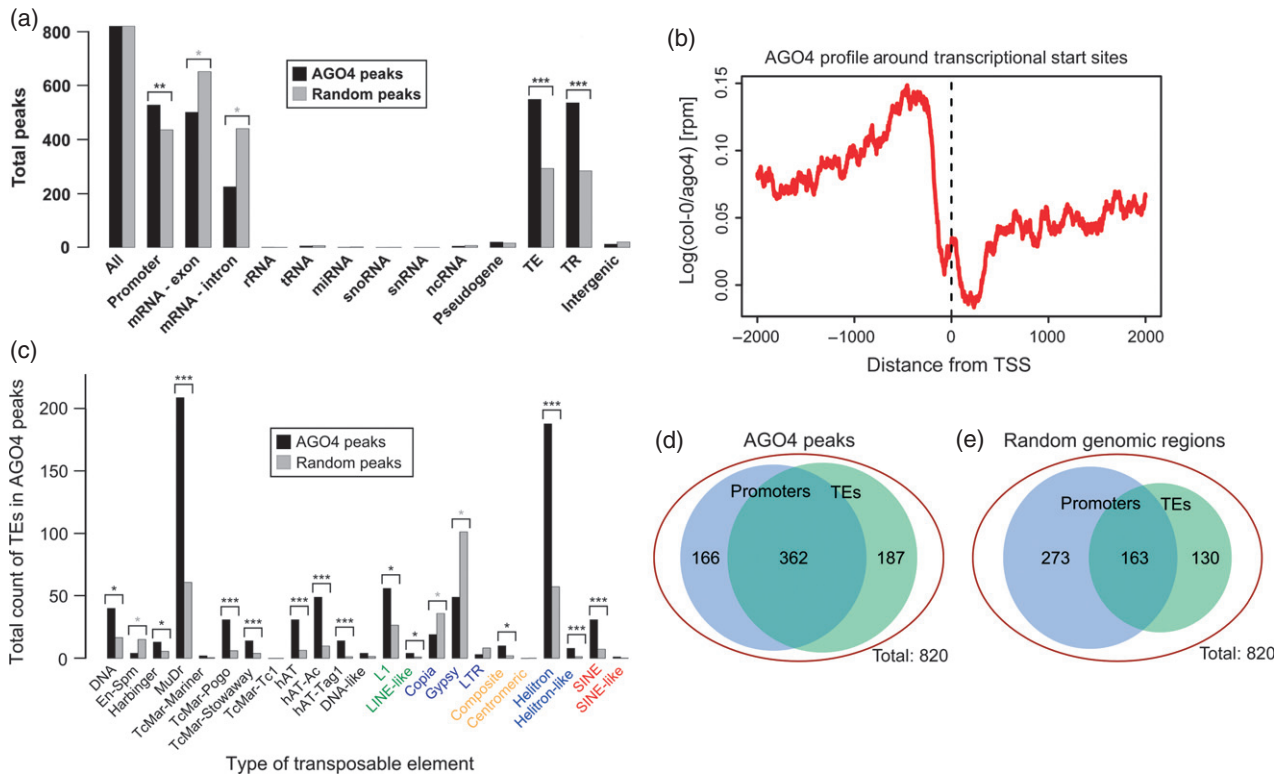 (a)
800
600
400
200
0
Total peaks
AGO4 peaks
Random peaks
**
*
*
***
***
All
Promoter
mRNA - exon
mRNA - intron
rRNA
tRNA
miRNA
snoRNA
snRNA
ncRNA
Pseudogene
TE
TR
Intergenic
(b)
AGO4 profile around transcriptional start sites
Log(col-0/ago4) [rpm]
0.15
0.10
0.05
0.00
−2000
−1000
0
1000
2000
Distance from TSS
(c)
Total count of TEs in AGO4 peaks
200
150
100
50
0
AGO4 peaks
Random peaks
*
*
*
***
***
***
***
***
***
*
*
*
*
*
***
***
***
DNA
En-Spm
Harbinger
MuDr
TcMar-Mariner
TcMar-Pogo
TcMar-Stowaway
TcMar-Tc1
hAT
hAT-Ac
hAT-Tag1
DNA-like
L1
LINE-like
Copia
Gypsy
LTR
Composite
Centromeric
Helitron
Helitron-like
SINE
SINE-like
Type of transposable element
(d)
AGO4 peaks
Promoters
TEs
166
362
187
Total: 820
(e)
Random genomic regions
Promoters
TEs
273
163
130
Total: 820